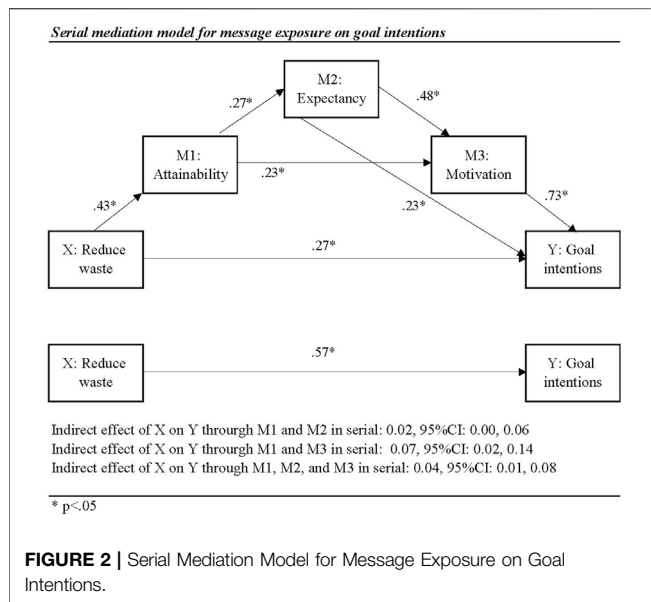 Serial mediation model for message exposure on goal intentions
M2:
Expectancy
.27*
.48*
M1:
Attainability
M3:
Motivation
.23*
.43*
.23*
.73*
X: Reduce
waste
.27*
Y: Goal
intentions
X: Reduce
waste
.57*
Y: Goal
intentions
Indirect effect of X on Y thrurgh M1 and M2 in serial: 0.02, 95%CI: 0.00, 0.06
Indirect effect of X on Y thrurgh M1 and M3 in serial:  0.07, 95%CI: 0.02, 0.14
Indirect effect of X on Y through M1, M2, and M3 in serial: 0.04, 95%CI: 0.01, 0.08
* p<.05
FIGURE 2 | Serial Mediation Model for Message Exposure on Goal
Intentions.